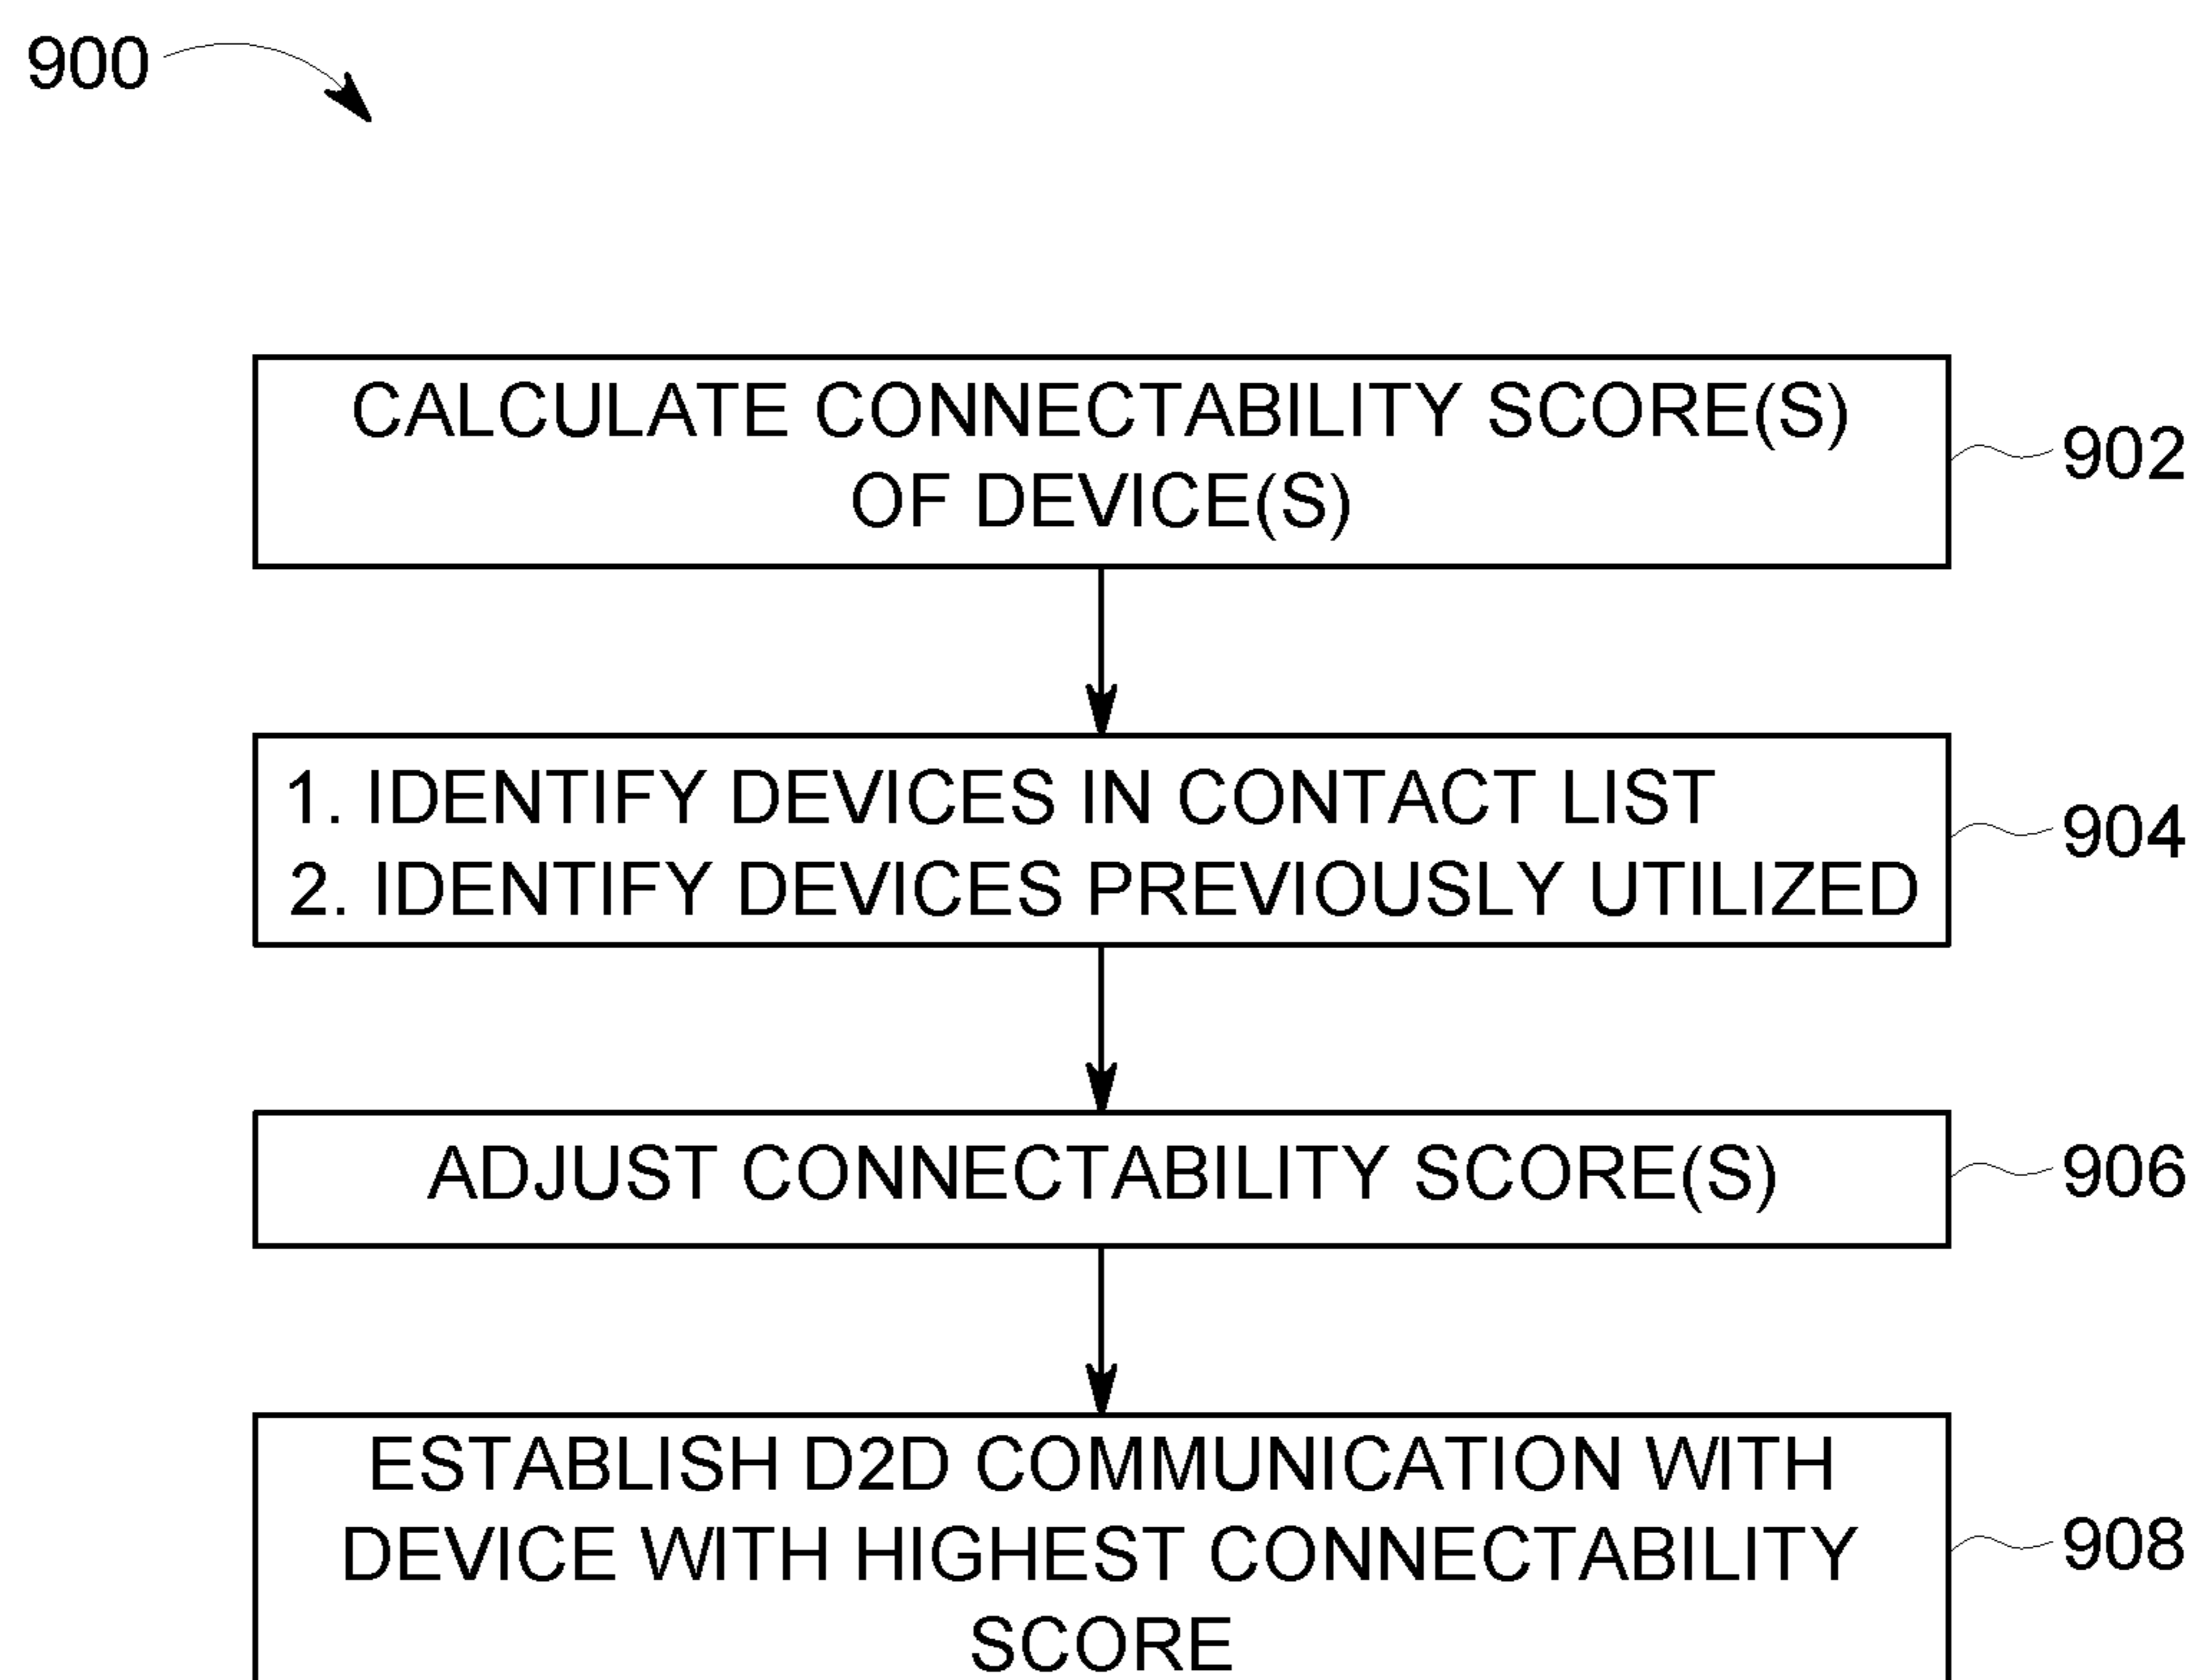 900
CALCULATE CONNECTABILITY SCORE(S)
OF DEVICE(S)
902
1. IDENTIFY DEVICES IN CONTACT LIST
2. IDENTIFY DEVICES PREVIOUSLY UTILIZED
904
ADJUST CONNECTABILITY SCORE(S)
906
ESTABLISH D2D COMMUNICATION WITH
DEVICE WITH HIGHEST CONNECTABILITY
SCORE
908